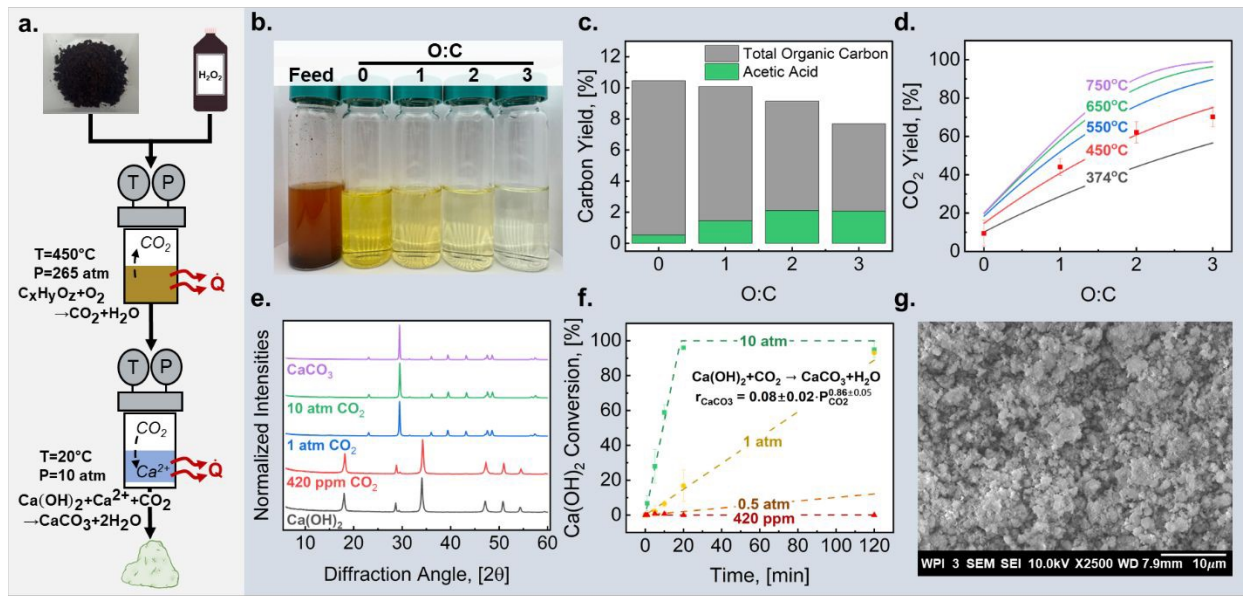 a.
H₂O₂
T P
CO₂
T=450°C
P=265 atm
CₓHᵧO𝓏+O₂
→CO₂+H₂O
Q̇
T P
CO₂
T=20°C
P=10 atm
Ca²⁺
Q̇
Ca(OH)₂+Ca²⁺+CO₂
→CaCO₃+2H₂O
b.
O:C
Feed 0 1 2 3
c.
Carbon Yield, [%]
12
10
8
6
4
2
0
Total Organic Carbon
Acetic Acid
0 1 2 3
O:C
d.
CO₂ Yield, [%]
100
80
60
40
20
0
750°C
650°C
550°C
450°C
374°C
0 1 2 3
O:C
e.
Normalized Intensities
CaCO₃
10 atm CO₂
1 atm CO₂
420 ppm CO₂
Ca(OH)₂
10 20 30 40 50 60
Diffraction Angle, [2θ]
f.
Ca(OH)₂ Conversion, [%]
100
80
60
40
20
0
10 atm
Ca(OH)₂+CO₂ → CaCO₃+H₂O
r_CaCO3 = 0.08±0.02·P_CO2^0.86±0.05
1 atm
0.5 atm
420 ppm
0 20 40 60 80 100 120
Time, [min]
g.
WPI 3 SEM SEI 10.0kV X2500 WD 7.9mm 10μm